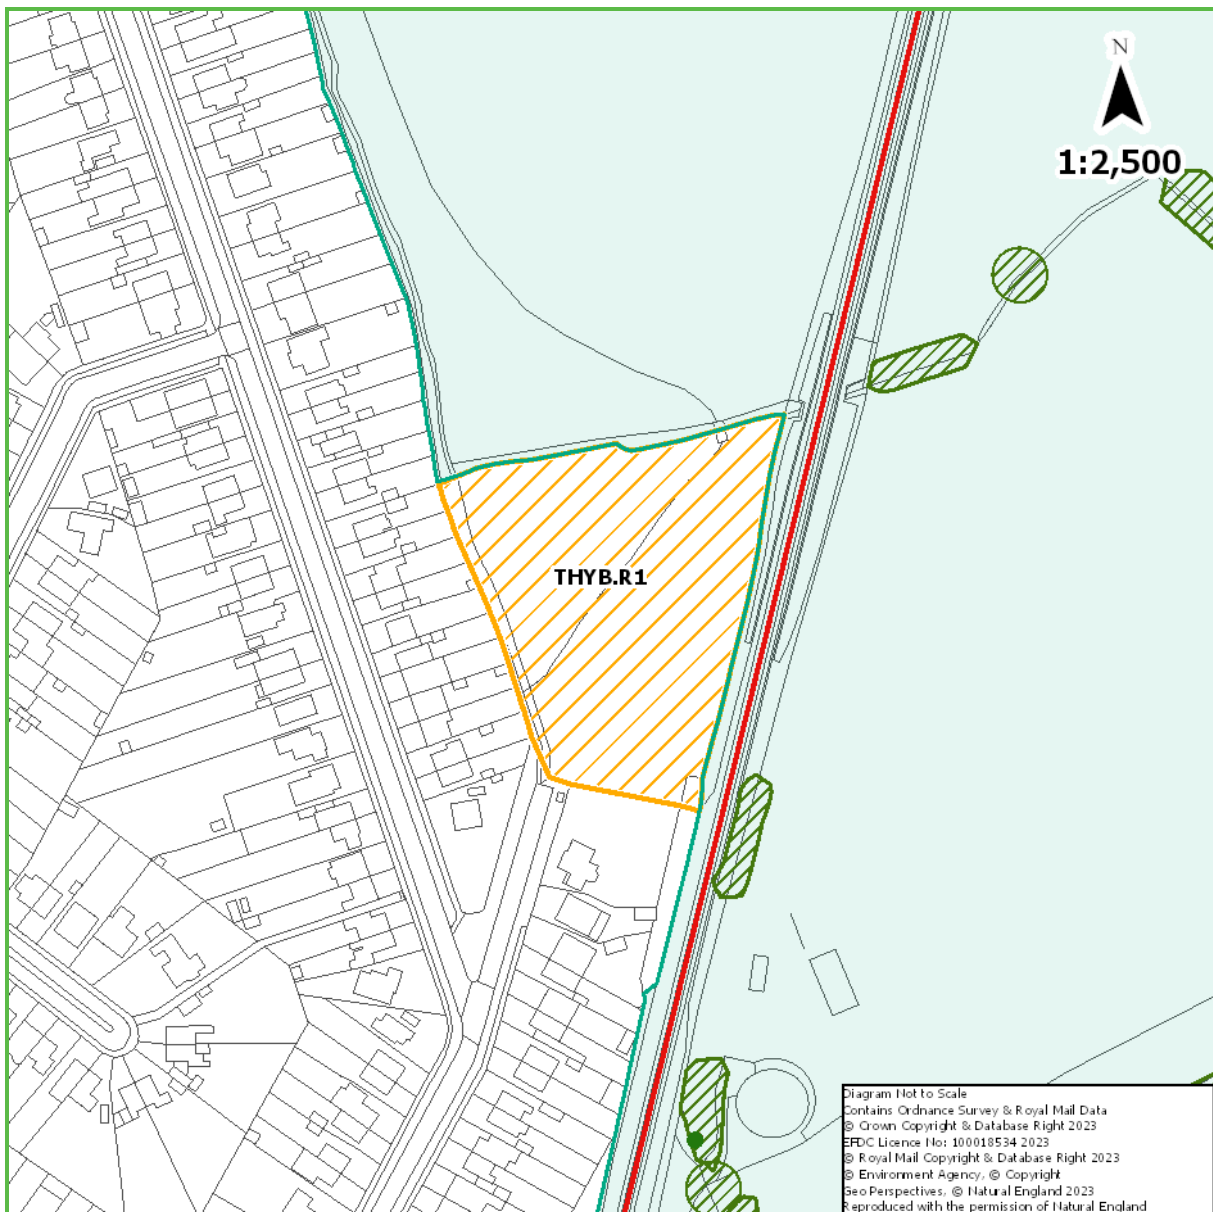 N
1:2,500
THYB.R1
Diagram Not to Scale
Contains Ordnance Survey & Royal Mail Data
© Crown Copyright & Database Right 2023
EFDC Licence No: 100018534 2023
© Royal Mail Copyright & Database Right 2023
© Environment Agency, © Copyright
Geo Perspectives, © Natural England 2023
Reproduced with the permission of Natural England